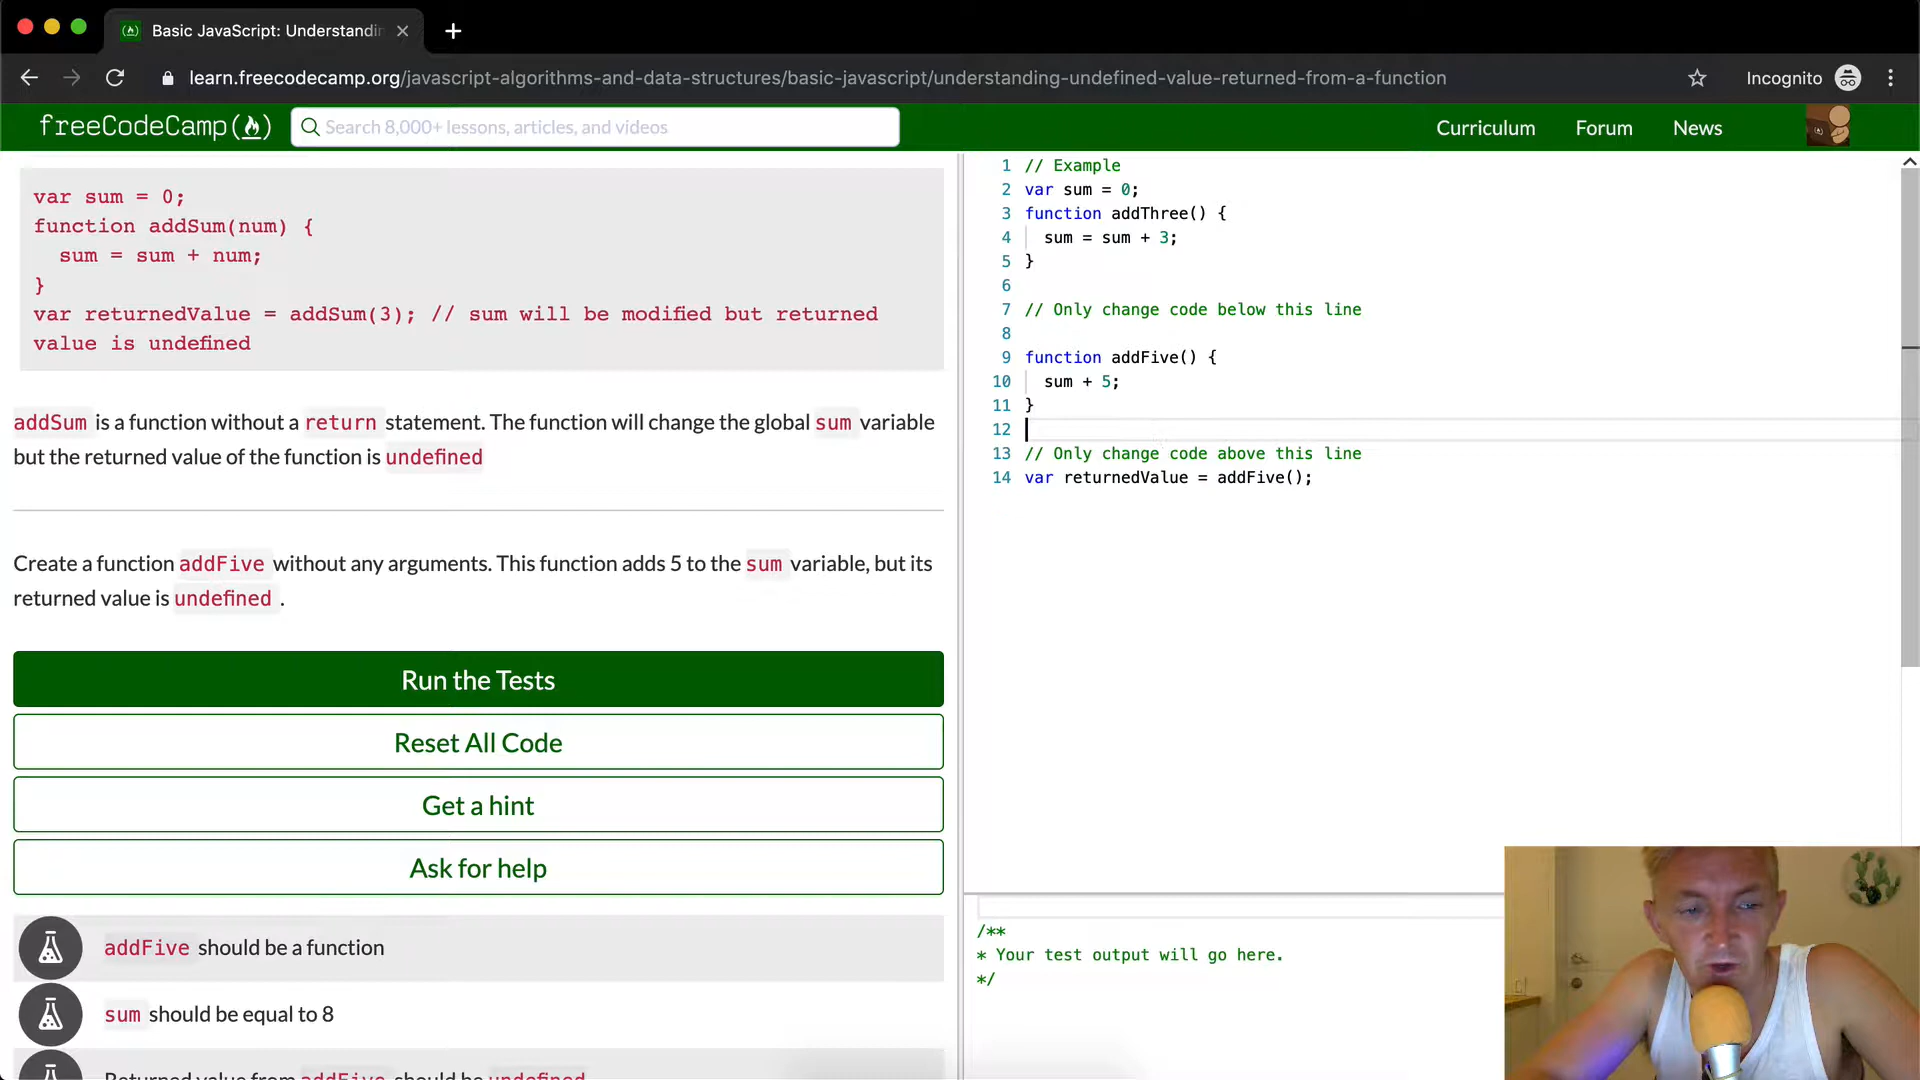 Basic JavaScript: Understandin
learn.freecodecamp.org/javascript-algorithms-and-data-structures/basic-javascript/understanding-undefined-value-returned-from-a-function
Incognito
freeCodeCamp
Search 8,000+ lessons, articles, and videos
Curriculum
Forum
News
var sum = 0;
function addSum(num) {
sum = sum + num;
}
var returnedValue = addSum(3); // sum will be modified but returned
value is undefined
addSum is a function without a return statement. The function will change the global sum variable
but the returned value of the function is undefined
Create a function addFive without any arguments. This function adds 5 to the sum variable, but its
returned value is undefined .
Run the Tests
Reset All Code
Get a hint
Ask for help
addFive should be a function
sum should be equal to 8
Returned value from addFive should be undefined
1 // Example
2 var sum = 0;
3 function addThree() {
4 sum = sum + 3;
5 }
6
7 // Only change code below this line
8
9 function addFive() {
10 sum + 5;
11 }
12
13 // Only change code above this line
14 var returnedValue = addFive();
/**
* Your test output will go here.
*/